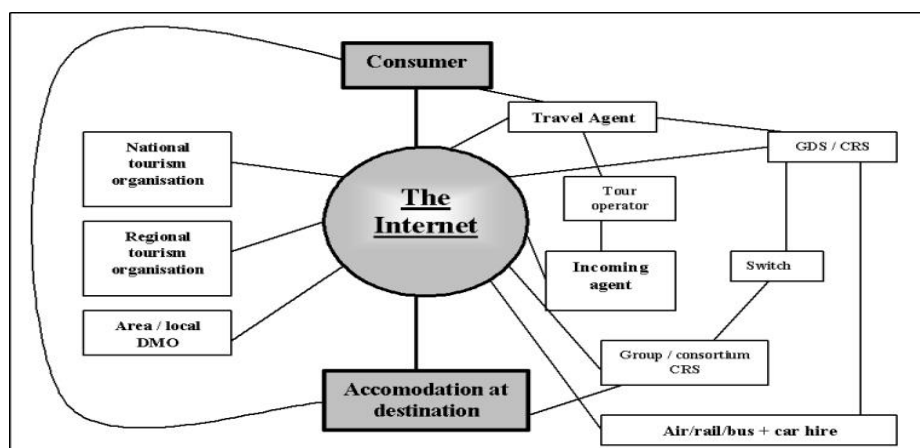 Consumer
Travel Agent
GDS / CRS
National
tourism
organisation
The
Internet
Tour
operator
Regional
tourism
organisation
Incoming
agent
Switch
Area / local
DMO
Group / consortium
CRS
Accomodation at
destination
Air/rail/bus + car hire